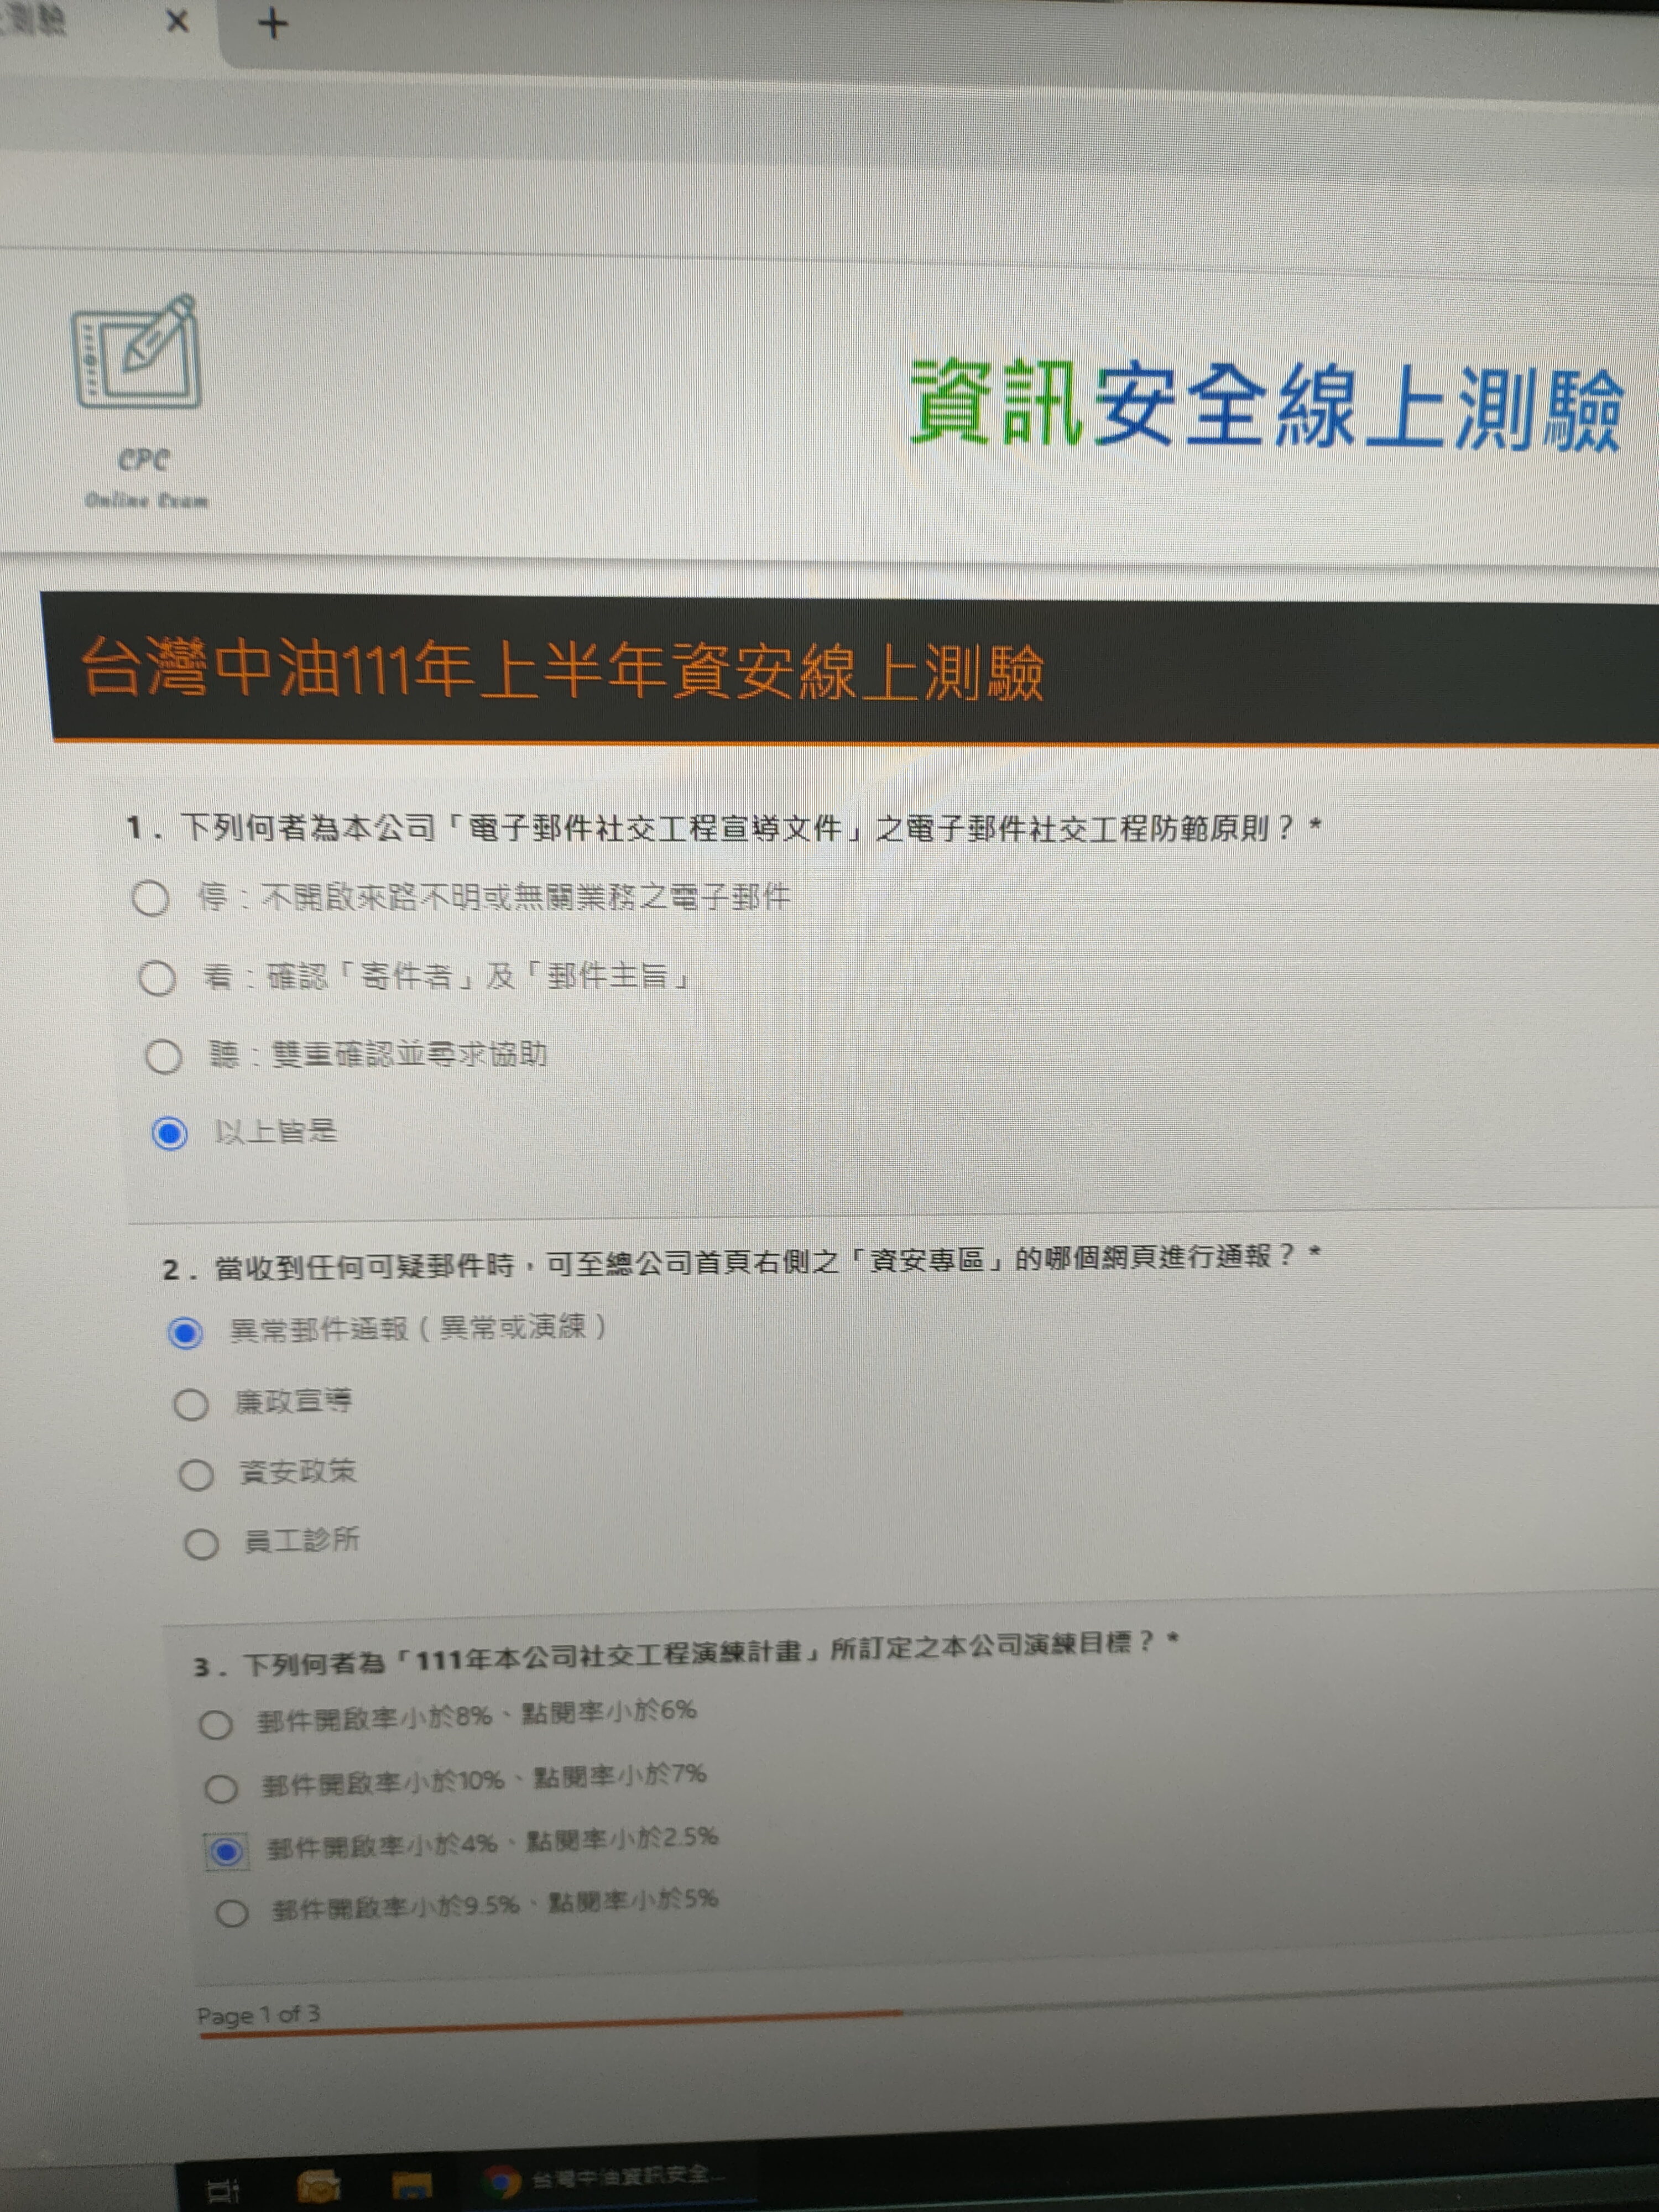 測驗
CPC
Online Exam
資訊安全線上測驗
台灣中油111年上半年資安線上測驗
1. 下列何者為本公司「電子郵件社交工程宣導文件」之電子郵件社交工程防範原則？*
停：不開啟來路不明或無關業務之電子郵件
看：確認「寄件者」及「郵件主旨」
聽：雙重確認並尋求協助
以上皆是
2. 當收到任何可疑郵件時，可至總公司首頁右側之「資安專區」的哪個網頁進行通報？*
異常郵件通報（異常或演練）
廉政宣導
資安政策
員工診所
3. 下列何者為「111年本公司社交工程演練計畫」所訂定之本公司演練目標？*
郵件開啟率小於8%、點閱率小於6%
郵件開啟率小於10%、點閱率小於7%
郵件開啟率小於4%、點閱率小於2.5%
郵件開啟率小於9.5%、點閱率小於5%
Page 1 of 3
台灣中油資訊安全...